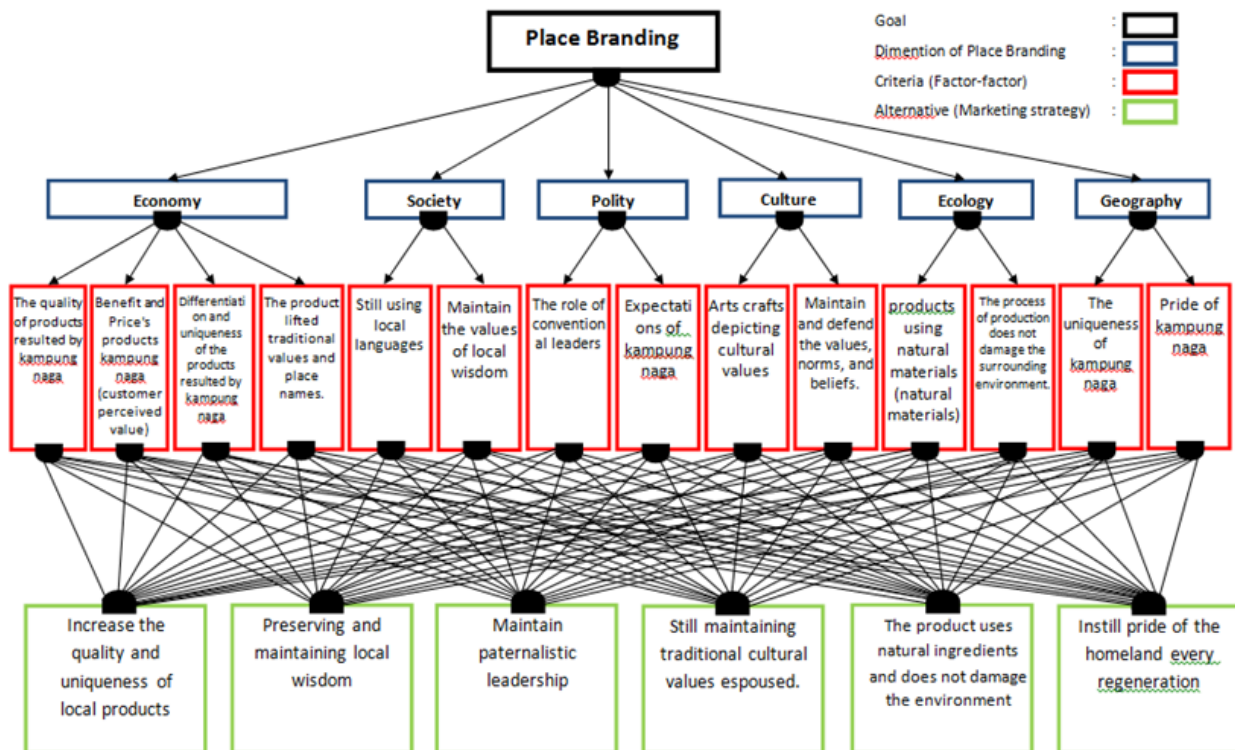 Place Branding
Goal :
Dimention of Place Branding :
Criteria (Factor-factor) :
Alternative (Marketing strategy) :
Economy
Society
Polity
Culture
Ecology
Geography
The quality
of products
resulted by
kampung
naga
Benefit and
Price's
products
kampung
naga
(customer
perceived
value)
Differentiati
on and
uniqueness
of the
products
resulted by
kampung
naga
The product
lifted
traditional
values and
place
names.
Still using
local
languages
Maintain
the values
of local
wisdom
The role of
convention
al leaders
Expectati
ons of
kampung
naga
Arts crafts
depicting
cultural
values
Maintain
and defend
the values,
norms, and
beliefs.
products
using
natural
materials
(natural
materials)
The process
of production
does not
damage the
surrounding
environment.
The
uniqueness
of
kampung
naga
Pride of
kampung
naga
Increase the
quality and
uniqueness of
local products
Preserving and
maintaining local
wisdom
Maintain
paternalistic
leadership
Still maintaining
traditional cultural
values espoused.
The product uses
natural ingredients
and does not damage
the environment
Instill pride of the
homeland every
regeneration